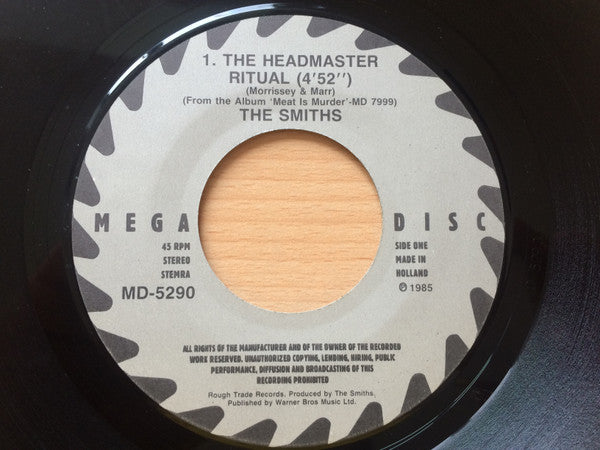 1. THE HEADMASTER
RITUAL (4'52'')
(Morrissey & Marr)
(From the Album 'Meat Is Murder'-MD 7999)
THE SMITHS
MEGA DISC
45 RPM
STEREO
STEMRA
MD-5290
SIDE ONE
MADE IN
HOLLAND
℗ 1985
ALL RIGHTS OF THE MANUFACTURER AND OF THE OWNER OF THE RECORDED
WORK RESERVED. UNAUTHORIZED COPYING, LENDING, HIRING, PUBLIC
PERFORMANCE, DIFFUSION AND BROADCASTING OF THIS
RECORDING PROHIBITED
Rough Trade Records. Produced by The Smiths.
Published by Warner Bros Music Ltd.